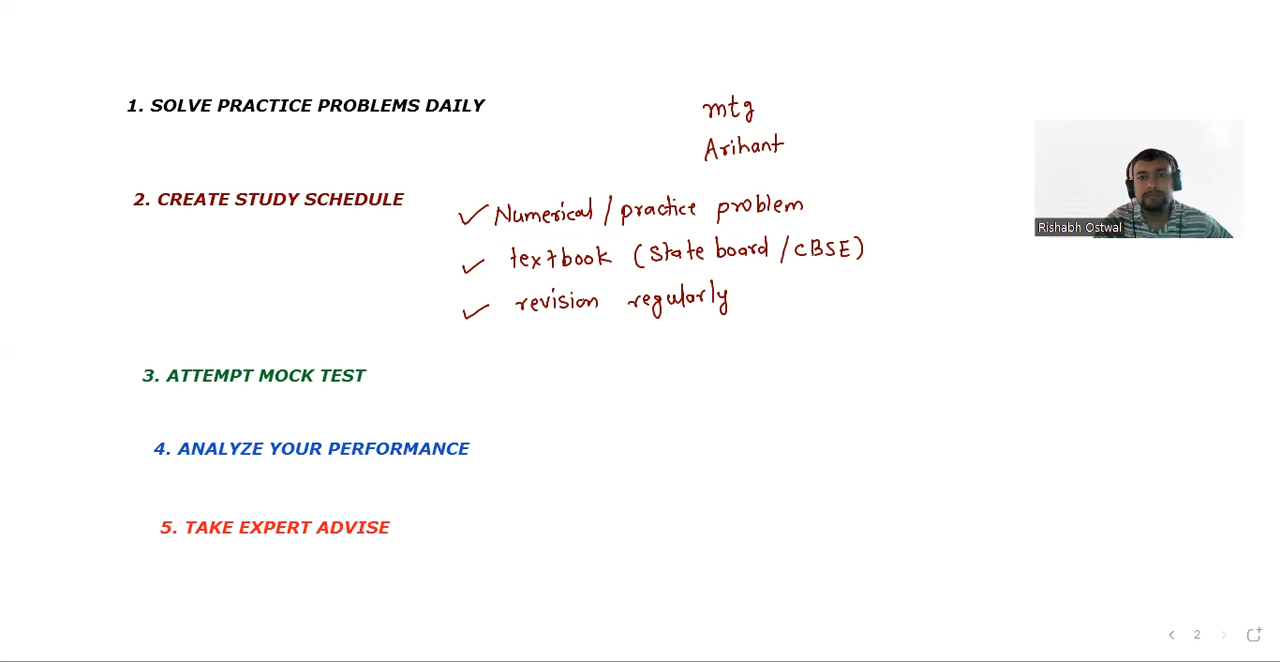 1. SOLVE PRACTICE PROBLEMS DAILY
mtg
Arihant
2. CREATE STUDY SCHEDULE
Numerical / practice problem
textbook (State board / CBSE)
revision regularly
Rishabh Ostwal
3. ATTEMPT MOCK TEST
4. ANALYZE YOUR PERFORMANCE
5. TAKE EXPERT ADVISE
2